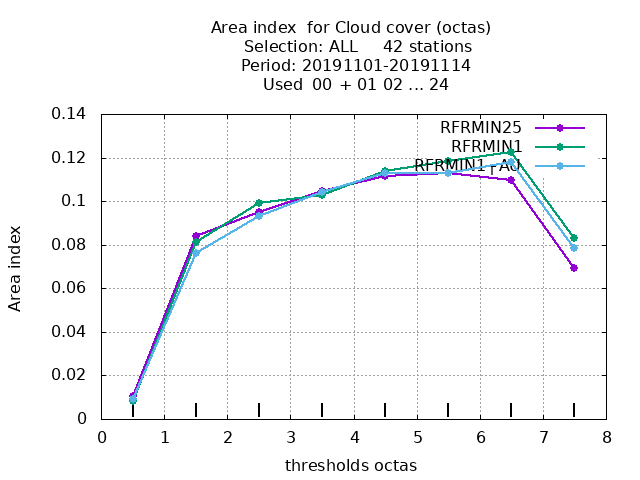 Area index  for Cloud cover (octas)
Selection: ALL     42 stations
Period: 20191101-20191114
Used  00 + 01 02 ... 24
0.14
0.12
0.1
0.08
0.06
0.04
0.02
0
Area index
RFRMIN25
RFRMIN1
RFRMIN1+AU
0 1 2 3 4 5 6 7 8
thresholds octas